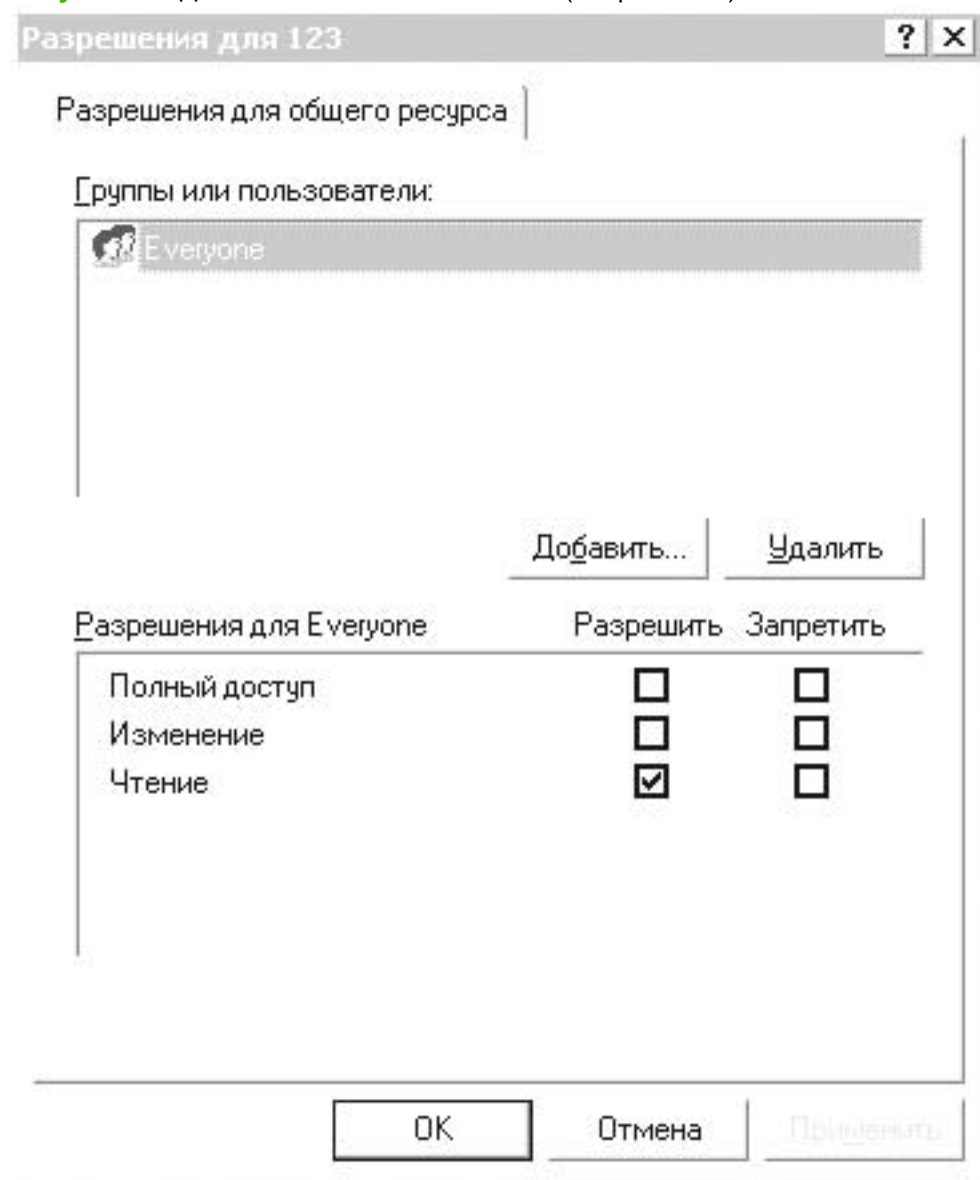 Разрешения для 123
Разрешения для общего ресурса
Группы или пользователи:
Everyone
Добавить... Удалить
Разрешения для Everyone Разрешить Запретить
Полный доступ
Изменение
Чтение
OK Отмена Применить